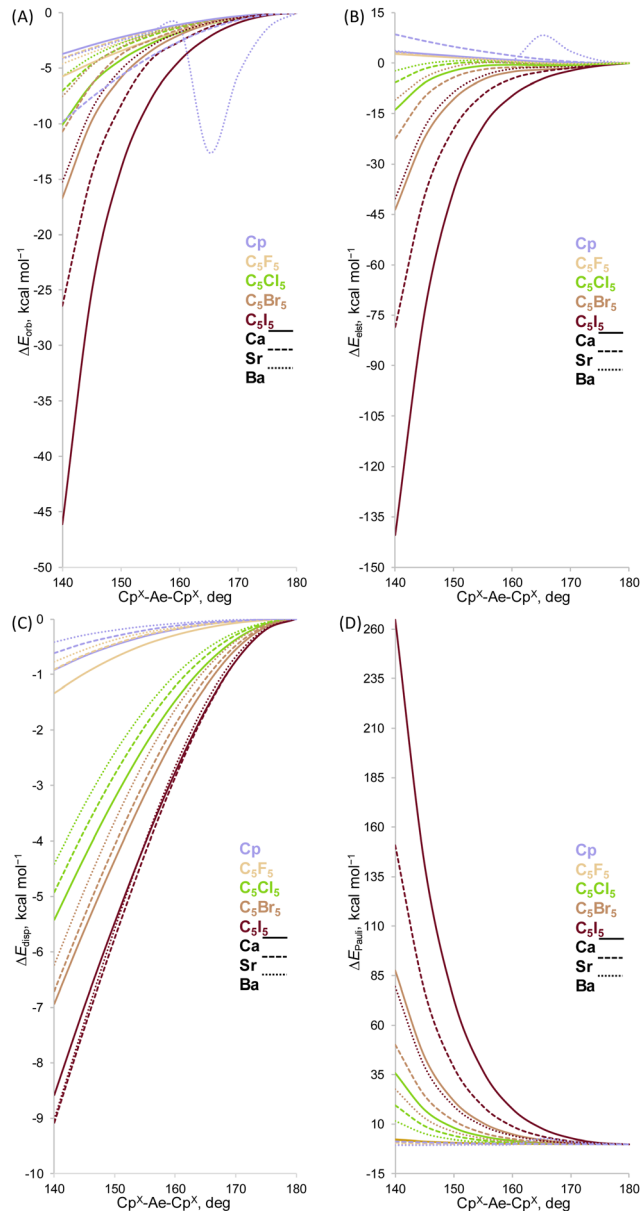 (A)
0
-5
-10
-15
-20
-25
-30
-35
-40
-45
-50
ΔE_orb, kcal mol⁻¹
Cp
C₅F₅
C₅Cl₅
C₅Br₅
C₅I₅
Ca
Sr
Ba
140 150 160 170 180
Cpˣ-Ae-Cpˣ, deg
(B)
15
0
-15
-30
-45
-60
-75
-90
-105
-120
-135
-150
ΔE_elst, kcal mol⁻¹
Cp
C₅F₅
C₅Cl₅
C₅Br₅
C₅I₅
Ca
Sr
Ba
140 150 160 170 180
Cpˣ-Ae-Cpˣ, deg
(C)
0
-1
-2
-3
-4
-5
-6
-7
-8
-9
-10
ΔE_disp, kcal mol⁻¹
Cp
C₅F₅
C₅Cl₅
C₅Br₅
C₅I₅
Ca
Sr
Ba
140 150 160 170 180
Cpˣ-Ae-Cpˣ, deg
(D)
260
235
210
185
160
135
110
85
60
35
10
-15
ΔE_Pauli, kcal mol⁻¹
Cp
C₅F₅
C₅Cl₅
C₅Br₅
C₅I₅
Ca
Sr
Ba
140 150 160 170 180
Cpˣ-Ae-Cpˣ, deg